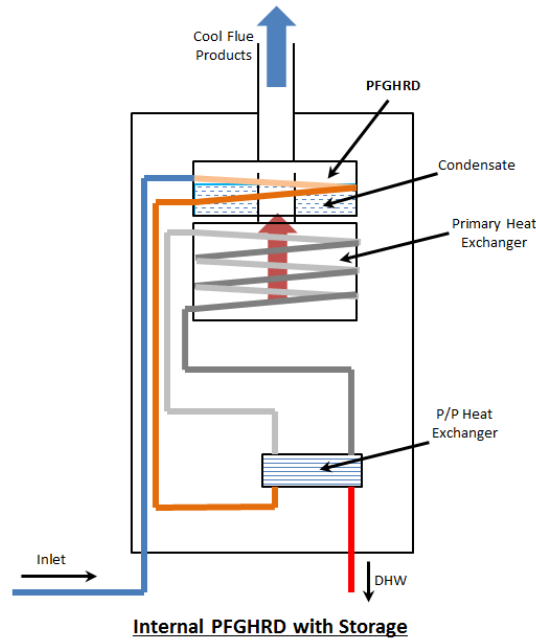 Cool Flue
Products
PFGHRD
Condensate
Primary Heat
Exchanger
P/P Heat
Exchanger
Inlet
DHW
Internal PFGHRD with Storage